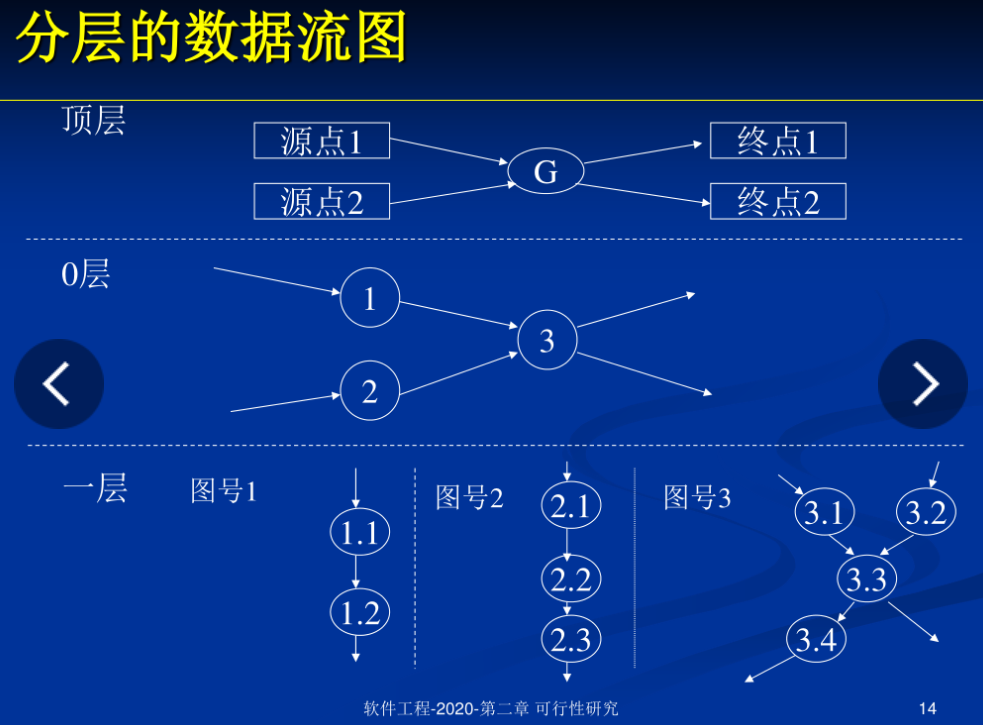 分层的数据流图
顶层
源点1
终点1
G
源点2
终点2
0层
1
3
2
一层
图号1
图号2
图号3
1.1
1.2
2.1
2.2
2.3
3.1
3.2
3.3
3.4
软件工程-2020-第二章 可行性研究
14